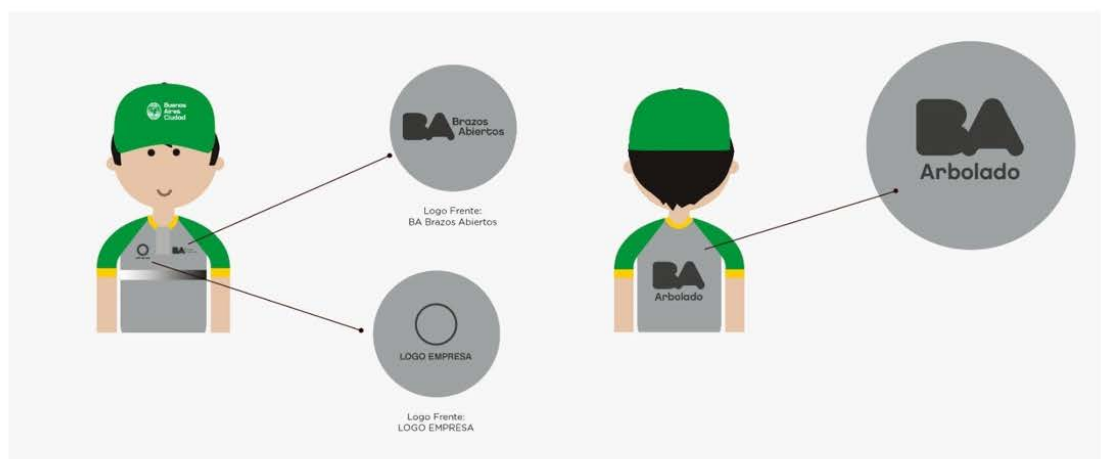 Buenos
Aires
Ciudad
BA Brazos
Abiertos
Logo Frente:
BA Brazos Abiertos
BA
LOGO EMPRESA
Logo Frente:
LOGO EMPRESA
BA
Arbolado
BA
Arbolado